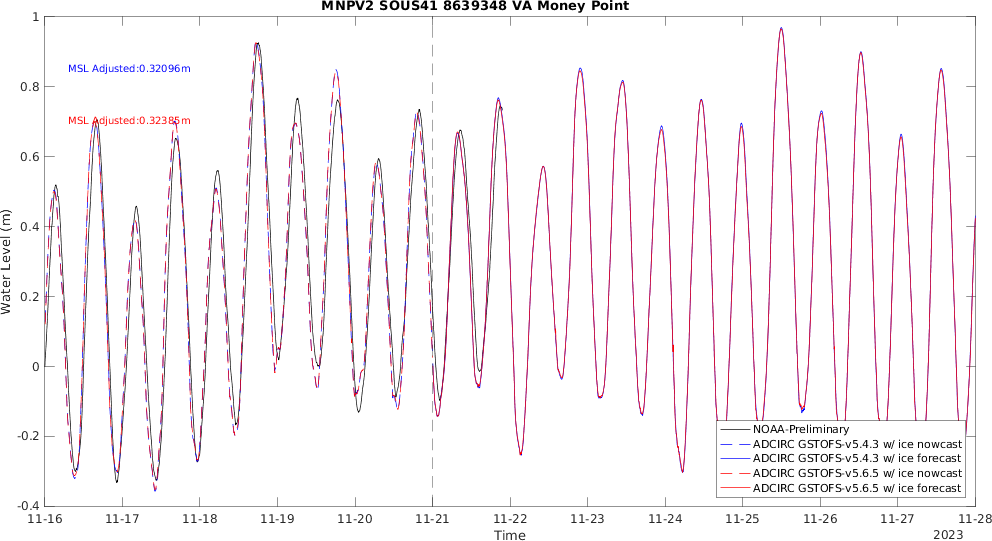 MNPV2 SOUS41 8639348 VA Money Point
1
0.8
0.6
0.4
0.2
0
-0.2
-0.4
Water Level (m)
MSL Adjusted:0.32096m
MSL Adjusted:0.32385m
NOAA-Preliminary
ADCIRC GSTOFS-v5.4.3 w/ ice nowcast
ADCIRC GSTOFS-v5.4.3 w/ ice forecast
ADCIRC GSTOFS-v5.6.5 w/ ice nowcast
ADCIRC GSTOFS-v5.6.5 w/ ice forecast
11-16 11-17 11-18 11-19 11-20 11-21 11-22 11-23 11-24 11-25 11-26 11-27 11-28
Time
2023